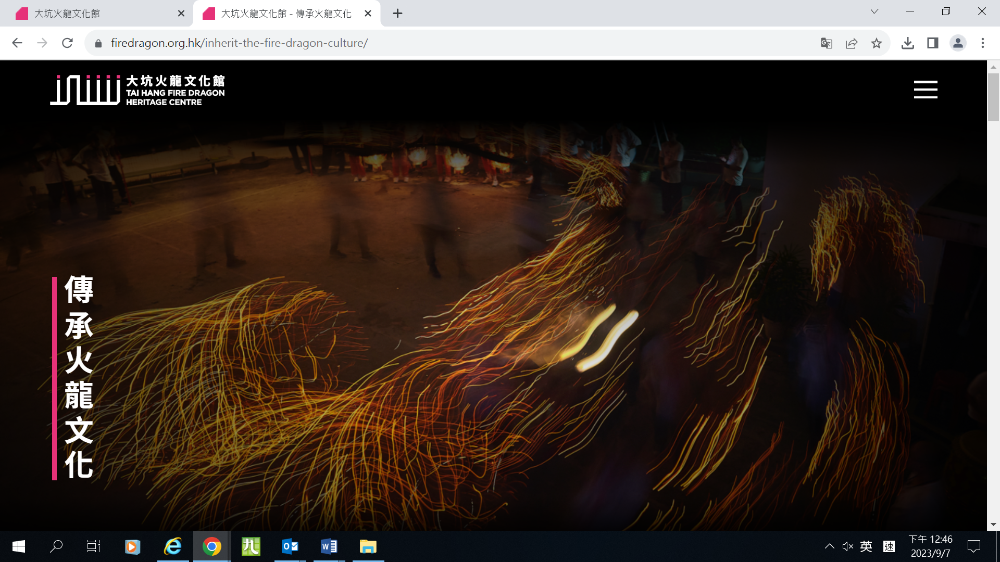 大坑火龍文化館
大坑火龍文化館 - 傳承火龍文化
firedragon.org.hk/inherit-the-fire-dragon-culture/
大坑火龍文化館
TAI HANG FIRE DRAGON
HERITAGE CENTRE
傳承火龍文化
九
英
速
下午 12:46
2023/9/7